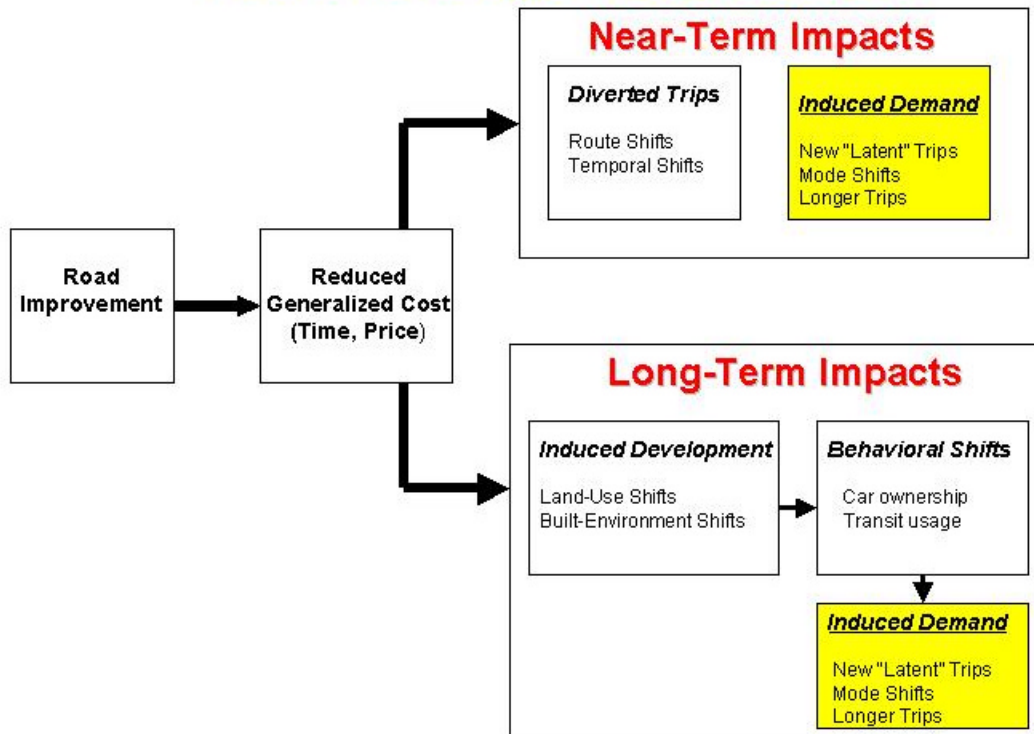 Near-Term Impacts
Diverted Trips
Route Shifts
Temporal Shifts
Induced Demand
New "Latent" Trips
Mode Shifts
Longer Trips
Road
Improvement
Reduced
Generalized Cost
(Time, Price)
Long-Term Impacts
Induced Development
Land-Use Shifts
Built-Environment Shifts
Behavioral Shifts
Car ownership
Transit usage
Induced Demand
New "Latent" Trips
Mode Shifts
Longer Trips